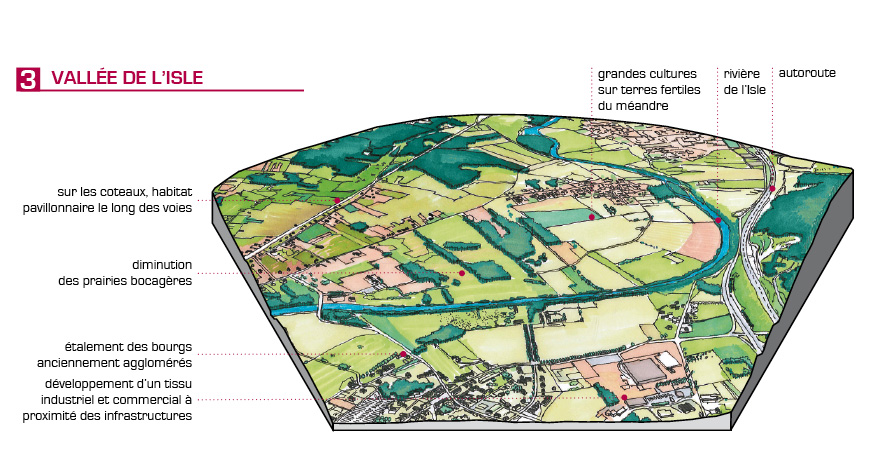 3 VALLÉE DE L'ISLE
grandes cultures
sur terres fertiles
du méandre
rivière
de l'Isle
autoroute
sur les coteaux, habitat
pavillonnaire le long des voies
diminution
des prairies bocagères
étalement des bourgs
anciennement agglomérés
développement d'un tissu
industriel et commercial à
proximité des infrastructures